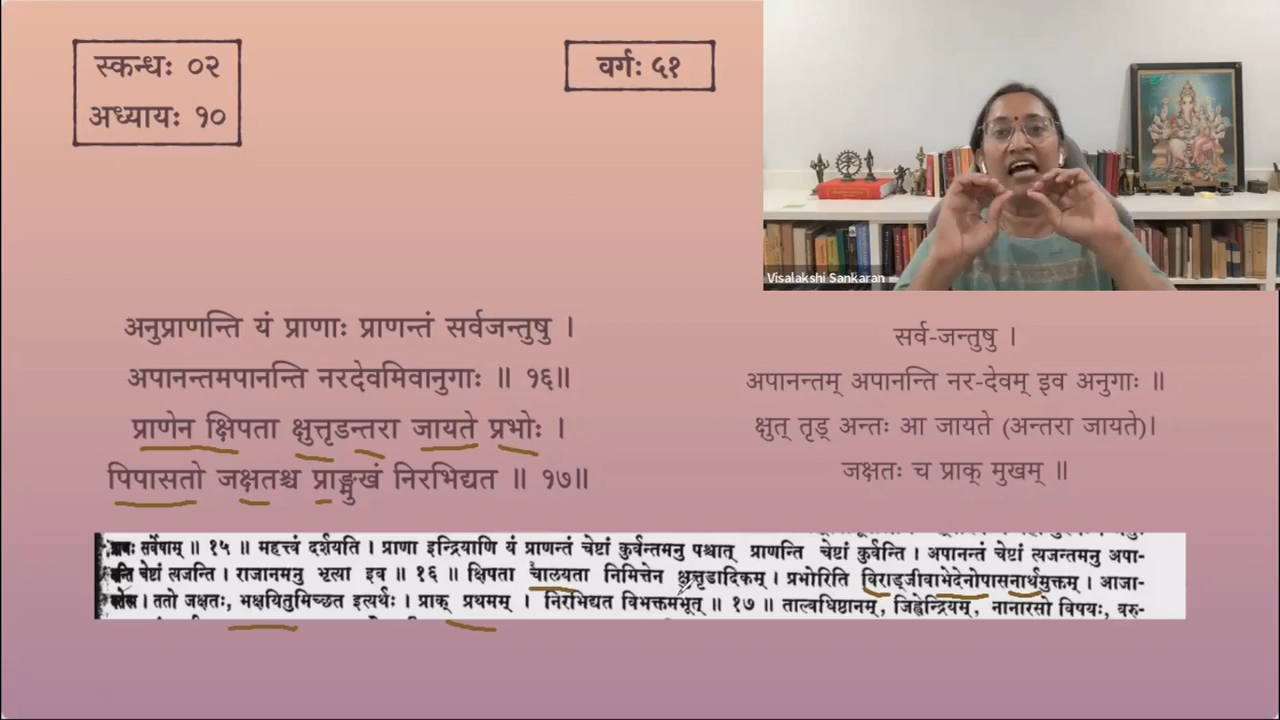 स्कन्धः ०२
अध्यायः १०
वर्गः ५१
Visalakshi Sankaran
अनुप्राणन्ति यं प्राणाः प्राणन्तं सर्वजन्तुषु ।
अपानन्तमपानन्ति नरदेवमिवानुगाः ॥ १६॥
प्राणेन क्षिपता क्षुत्तृडन्तरा जायते प्रभोः ।
पिपासतो जक्षतश्च प्राङ्मुखं निरभिद्यत ॥ १७॥
सर्व-जन्तुषु ।
अपानन्तम् अपानन्ति नर-देवम् इव अनुगाः ॥
क्षुत् तृड् अन्तः आ जायते (अन्तरा जायते)।
जक्षतः च प्राक् मुखम् ॥
सर्वेषाम् ॥ १५ ॥ महत्त्वं दर्शयति । प्राणा इन्द्रियाणि यं प्राणन्तं चेष्टां कुर्वन्तमनु पश्चात् प्राणन्ति चेष्टां कुर्वन्ति । अपानन्तं चेष्टां त्यजन्तमनु अपा-
चेष्टां त्यजन्ति । राजानमनु भृत्या इव ॥ १६ ॥ क्षिपता चालयता निमित्तेन क्षुत्तृडादिकम् । प्रभोरिति विराड्जीवाभेदेनोपासनार्थमुक्तम् । आजा-
ततो जक्षतः, भक्षयितुमिच्छत इत्यर्थः । प्राक् प्रथमम् । निरभिद्यत विभक्तमभूत् ॥ १७ ॥ ताल्वधिष्ठानम्, जिह्वेन्द्रियम्, नानारसो विषयः, वरु-